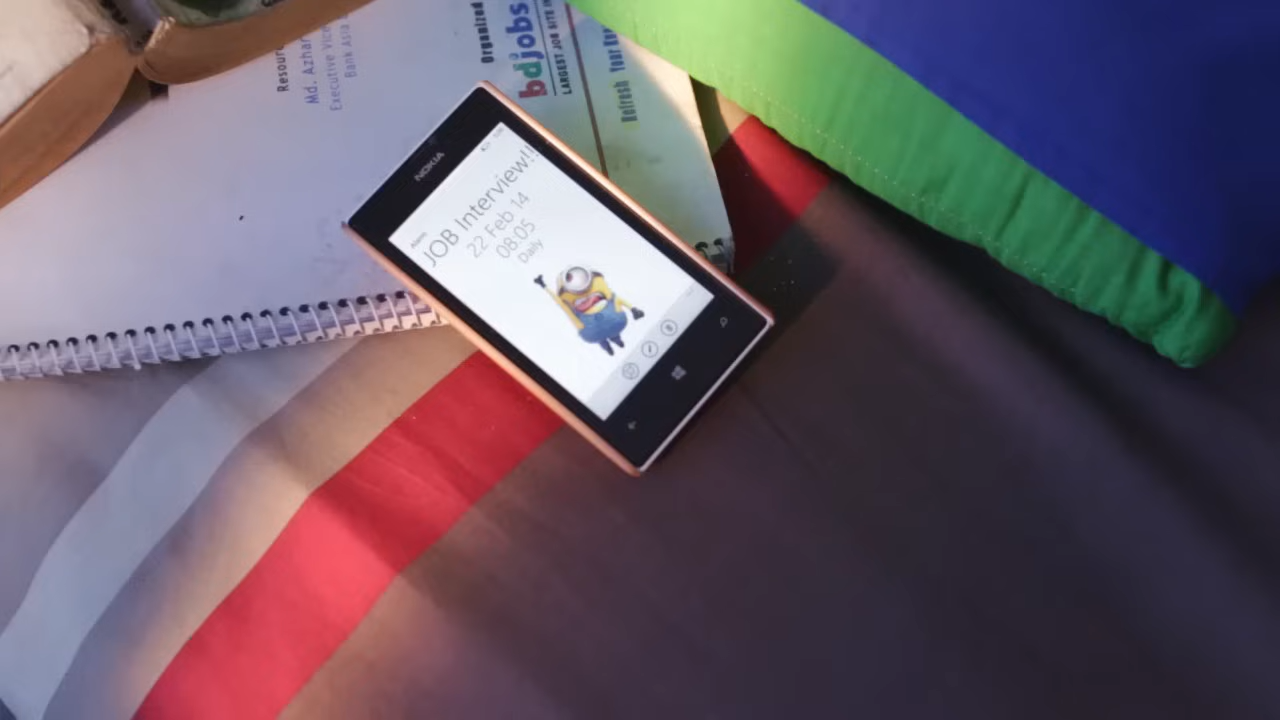 Resour
Md. Azhar
Executive Vice
Bank Asia
Organized
bdjobs
LARGEST JOB SITE IN
Refresh Your
NOKIA
Alarm
JOB Interview!!
22 Feb 14
08:05
Daily